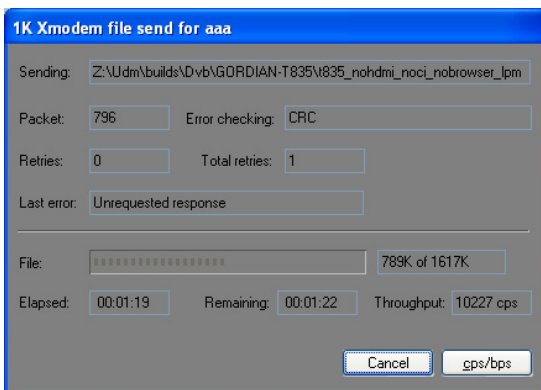 1K Xmodem file send for aaa
Sending: Z:\Udm\builds\Dvb\GORDIAN-T835\t835_nohdmi_noci_nobrowser_lpm
Packet: 796 Error checking: CRC
Retries: 0 Total retries: 1
Last error: Unrequested response
File: 789K of 1617K
Elapsed: 00:01:19 Remaining: 00:01:22 Throughput: 10227 cps
Cancel cps/bps